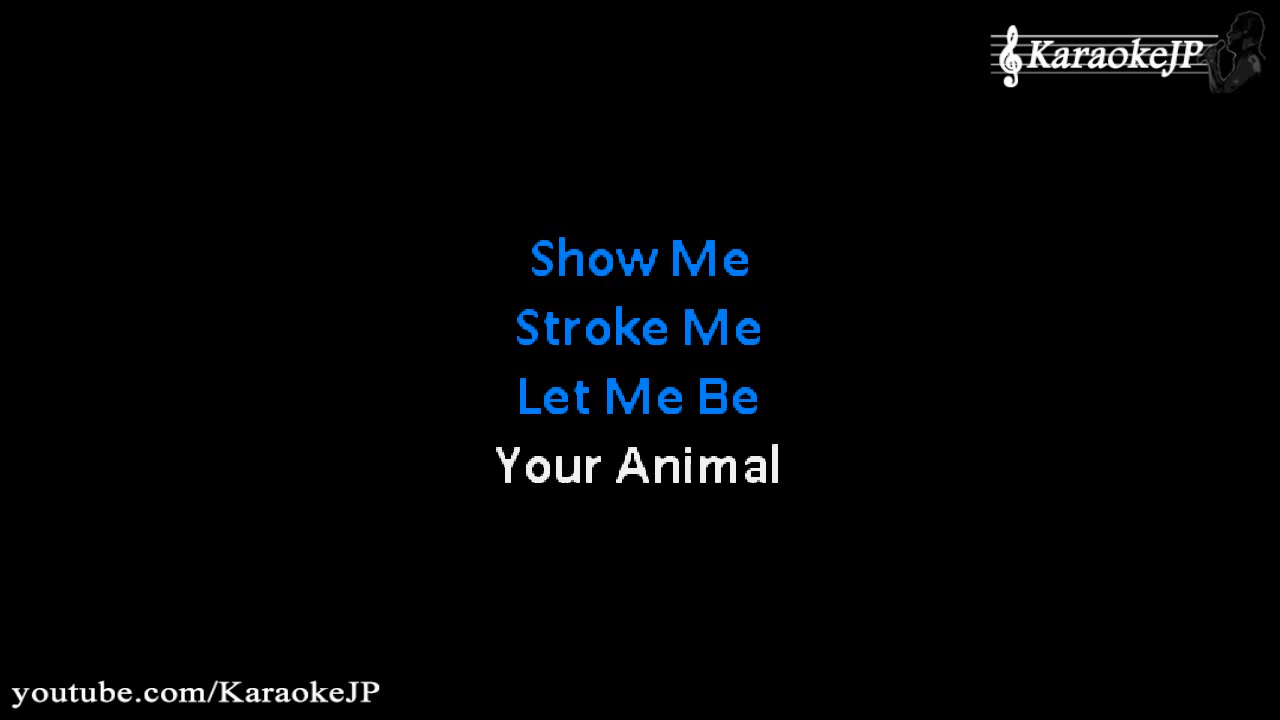 KaraokeJP
Show Me
Stroke Me
Let Me Be
Your Animal
youtube.com/KaraokeJP